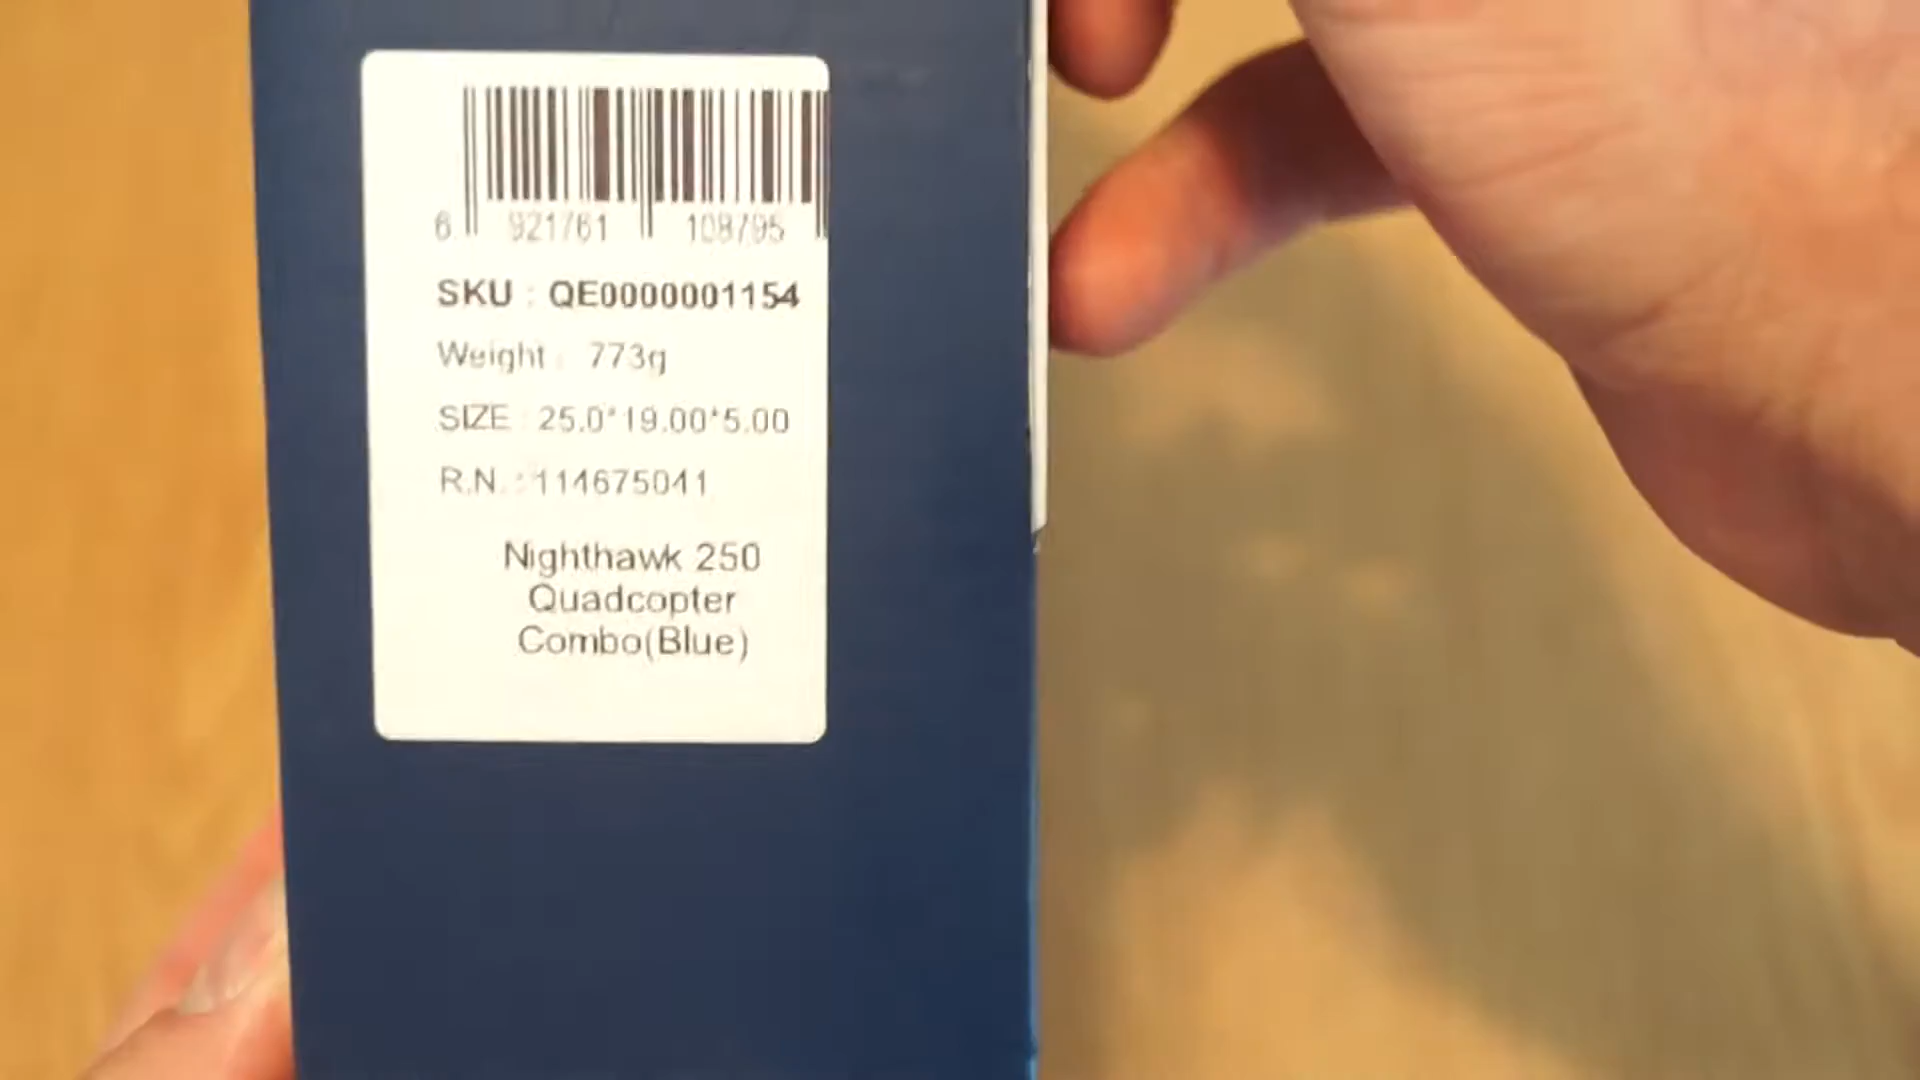 6 921761 108795
SKU : QE0000001154
Weight : 773g
SIZE : 25.0*19.00*5.00
R.N. : 114675041
Nighthawk 250
Quadcopter
Combo(Blue)